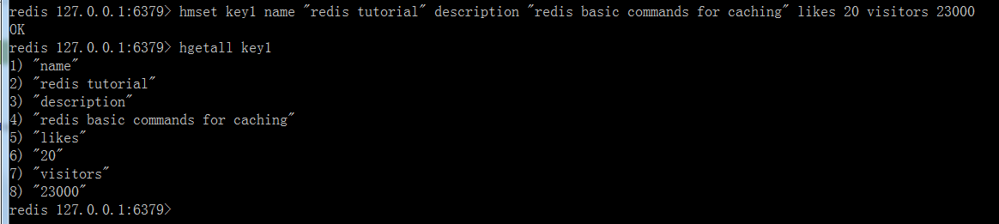 redis 127.0.0.1:6379> hmset key1 name "redis tutorial" description "redis basic commands for caching" likes 20 visitors 23000
OK
redis 127.0.0.1:6379> hgetall key1
1) "name"
2) "redis tutorial"
3) "description"
4) "redis basic commands for caching"
5) "likes"
6) "20"
7) "visitors"
8) "23000"
redis 127.0.0.1:6379>